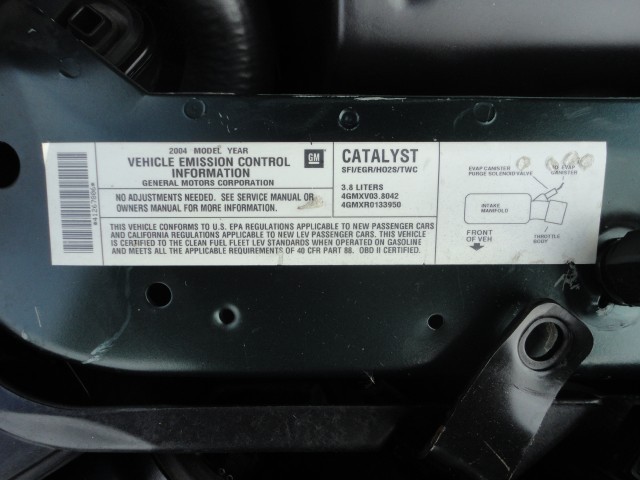 2004 MODEL YEAR
VEHICLE EMISSION CONTROL
INFORMATION
GENERAL MOTORS CORPORATION
GM
NO ADJUSTMENTS NEEDED. SEE SERVICE MANUAL OR
OWNERS MANUAL FOR MORE INFORMATION.
CATALYST
SFI/EGR/HO2S/TWC
3.8 LITERS
4GMXV03.8042
4GMXR0133950
THIS VEHICLE CONFORMS TO U.S. EPA REGULATIONS APPLICABLE TO NEW PASSENGER CARS
AND CALIFORNIA REGULATIONS APPLICABLE TO NEW LEV PASSENGER CARS. THIS VEHICLE
IS CERTIFIED TO THE CLEAN FUEL FLEET LEV STANDARDS WHEN OPERATED ON GASOLINE
AND MEETS ALL THE APPLICABLE REQUIREMENTS OF 40 CFR PART 88. OBD II CERTIFIED.
EVAP CANISTER
PURGE SOLENOID VALVE
EVAP
CANISTER
INTAKE
MANIFOLD
FRONT
OF VEH
THROTTLE
BODY